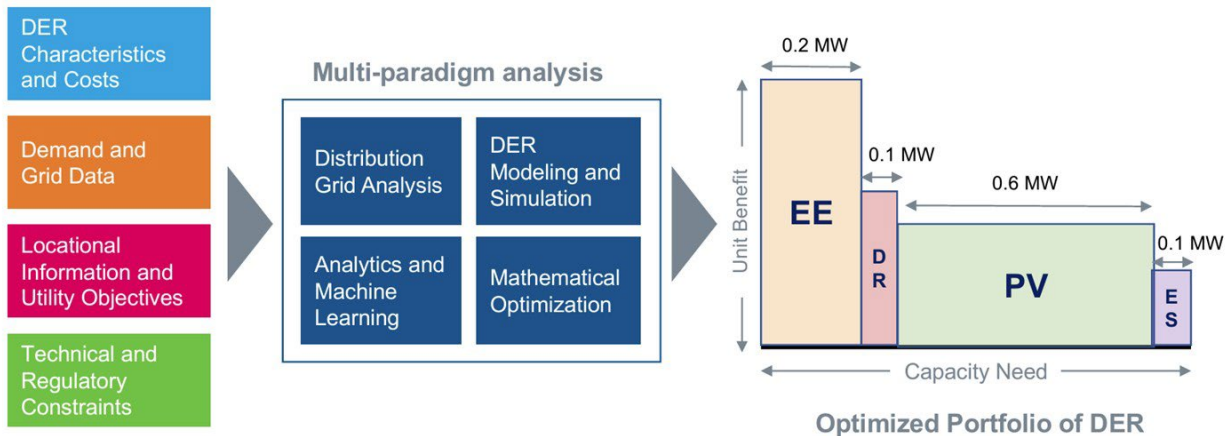 DER
Characteristics
and Costs
Demand and
Grid Data
Locational
Information and
Utility Objectives
Technical and
Regulatory
Constraints
Multi-paradigm analysis
Distribution
Grid Analysis
DER
Modeling and
Simulation
Analytics and
Machine
Learning
Mathematical
Optimization
Unit Benefit
0.2 MW
EE
0.1 MW
D
R
0.6 MW
PV
0.1 MW
E
S
Capacity Need
Optimized Portfolio of DER